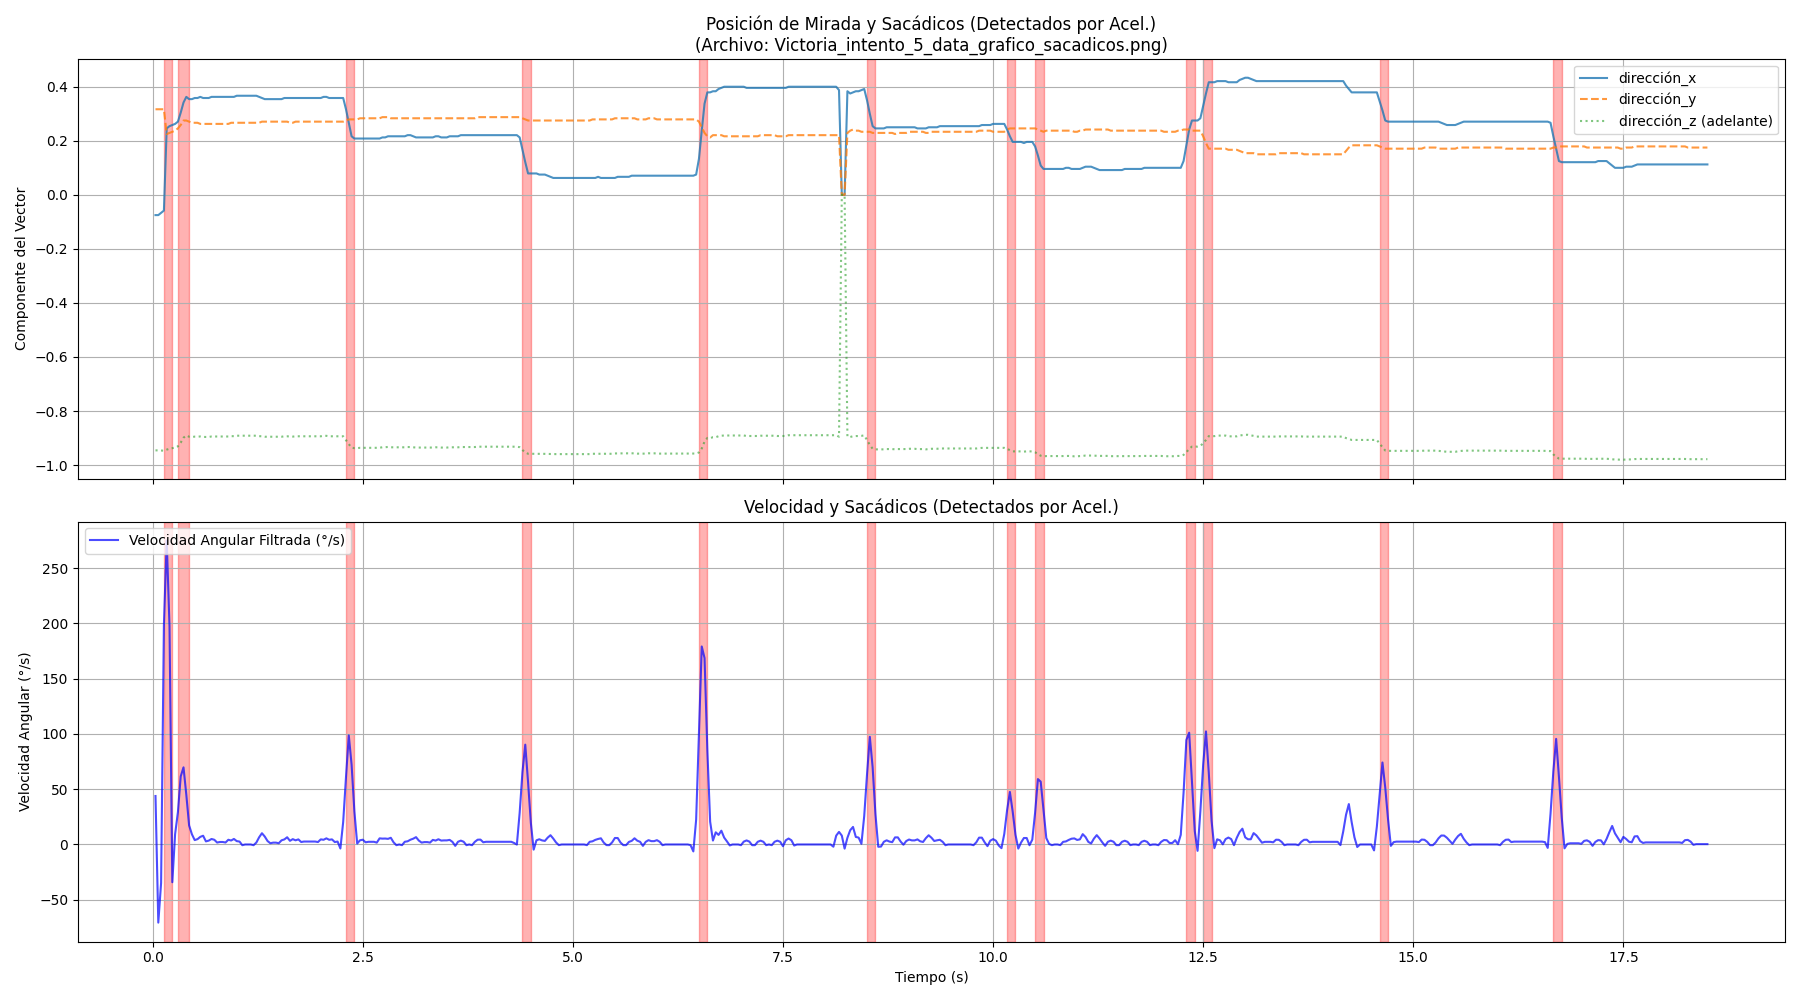 Posición de Mirada y Sacádicos (Detectados por Acel.)
(Archivo: Victoria_intento_5_data_grafico_sacadicos.png)
Componente del Vector
0.4
0.2
0.0
−0.2
−0.4
−0.6
−0.8
−1.0
dirección_x
dirección_y
dirección_z (adelante)
Velocidad y Sacádicos (Detectados por Acel.)
Velocidad Angular (°/s)
250
200
150
100
50
0
−50
Velocidad Angular Filtrada (°/s)
0.0 2.5 5.0 7.5 10.0 12.5 15.0 17.5
Tiempo (s)